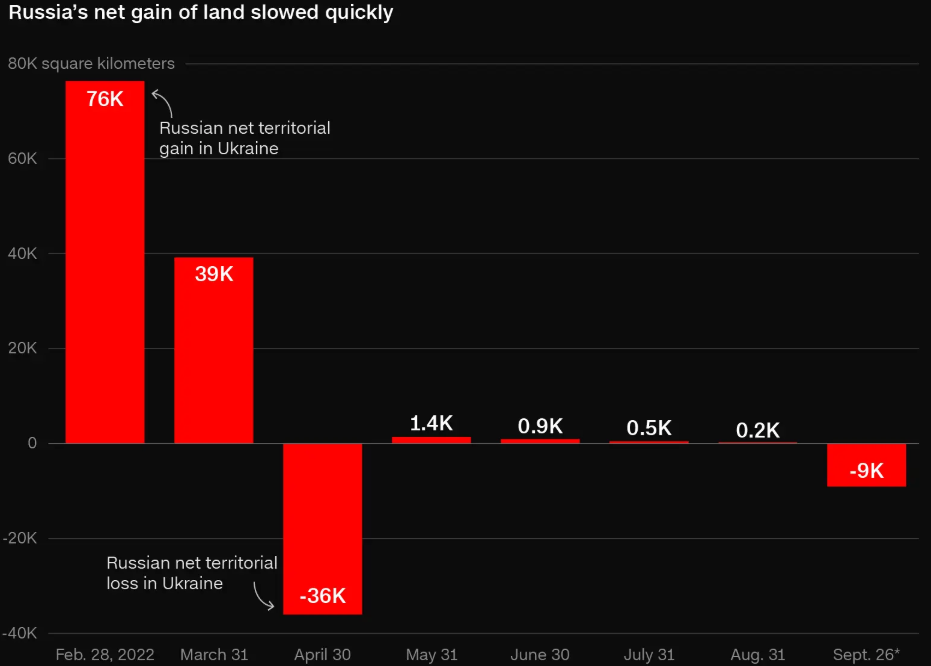 Russia's net gain of land slowed quickly
80K square kilometers
76K
Russian net territorial
gain in Ukraine
60K
40K
39K
20K
1.4K
0.9K
0.5K
0.2K
0
-9K
-20K
Russian net territorial
loss in Ukraine
-36K
-40K
Feb. 28, 2022 March 31 April 30 May 31 June 30 July 31 Aug. 31 Sept. 26*